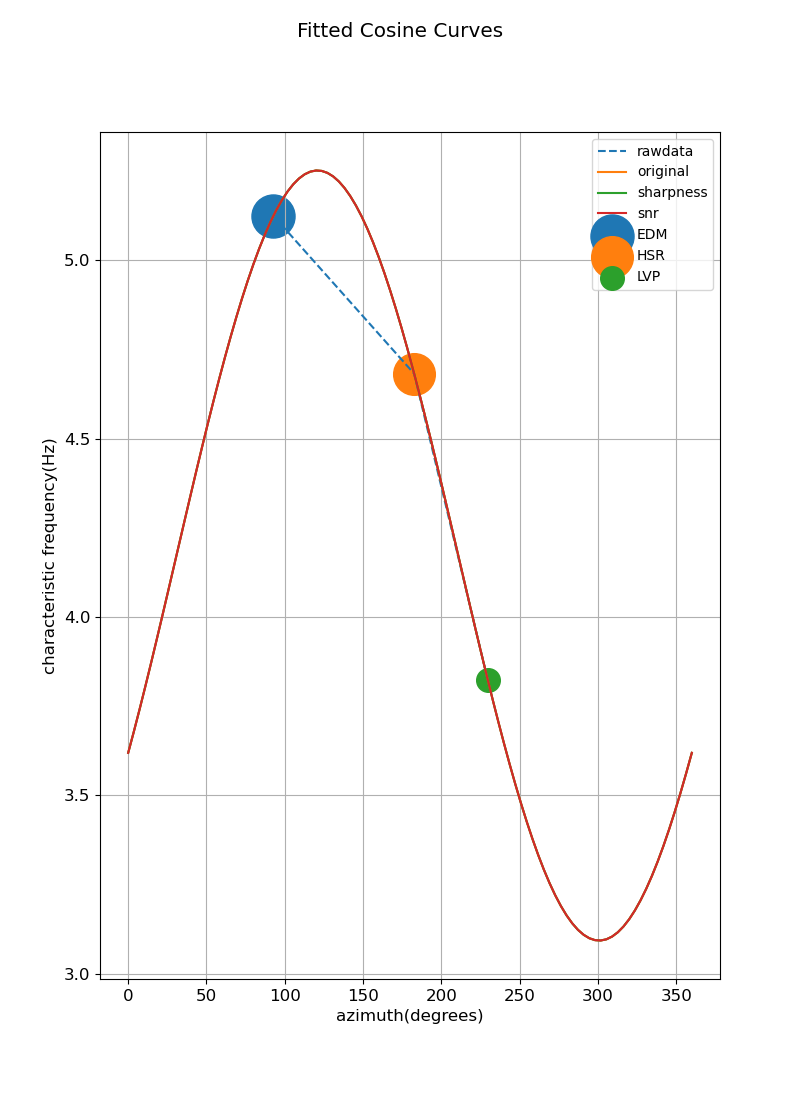 Fitted Cosine Curves
rawdata
original
sharpness
snr
EDM
HSR
LVP
characteristic frequency(Hz)
5.0
4.5
4.0
3.5
3.0
0 50 100 150 200 250 300 350
azimuth(degrees)